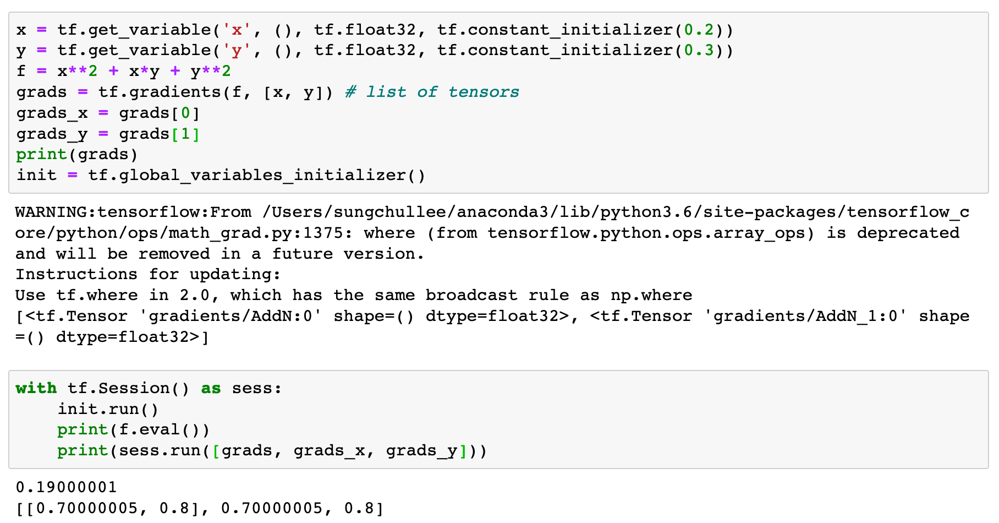 x = tf.get_variable('x', (), tf.float32, tf.constant_initializer(0.2))
y = tf.get_variable('y', (), tf.float32, tf.constant_initializer(0.3))
f = x**2 + x*y + y**2
grads = tf.gradients(f, [x, y]) # list of tensors
grads_x = grads[0]
grads_y = grads[1]
print(grads)
init = tf.global_variables_initializer()
WARNING:tensorflow:From /Users/sungchullee/anaconda3/lib/python3.6/site-packages/tensorflow_c
ore/python/ops/math_grad.py:1375: where (from tensorflow.python.ops.array_ops) is deprecated
and will be removed in a future version.
Instructions for updating:
Use tf.where in 2.0, which has the same broadcast rule as np.where
[<tf.Tensor 'gradients/AddN:0' shape=() dtype=float32>, <tf.Tensor 'gradients/AddN_1:0' shape
=() dtype=float32>]
with tf.Session() as sess:
    init.run()
    print(f.eval())
    print(sess.run([grads, grads_x, grads_y]))
0.19000001
[[0.70000005, 0.8], 0.70000005, 0.8]